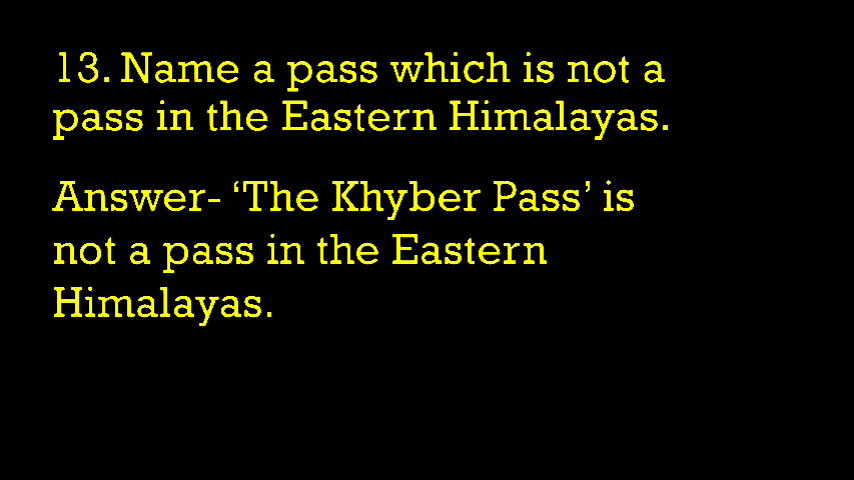 13. Name a pass which is not a
pass in the Eastern Himalayas.
Answer- ‘The Khyber Pass’ is
not a pass in the Eastern
Himalayas.